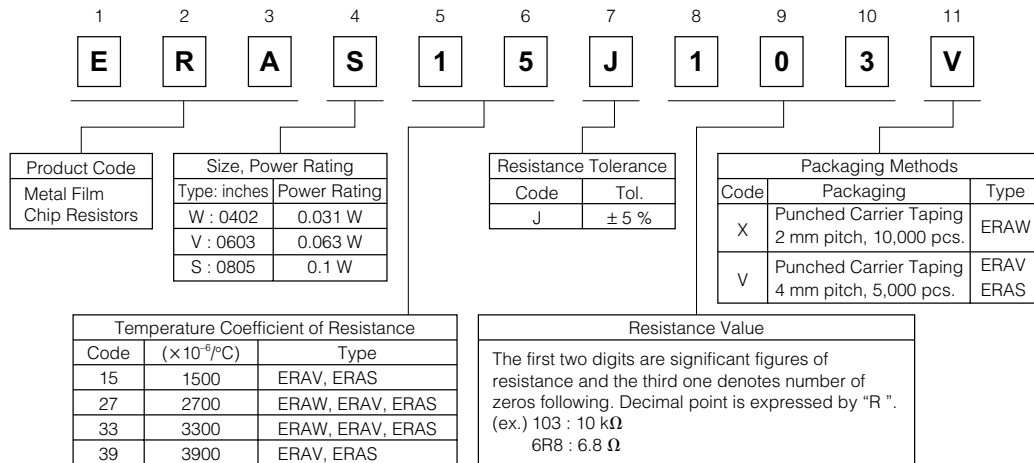 1 2 3 4 5 6 7 8 9 10 11
E R A S 1 5 J 1 0 3 V
Product Code
Metal Film
Chip Resistors
Size, Power Rating
Type: inches Power Rating
W : 0402 0.031 W
V : 0603 0.063 W
S : 0805 0.1 W
Resistance Tolerance
Code Tol.
J ± 5 %
Packaging Methods
Code Packaging Type
X Punched Carrier Taping
2 mm pitch, 10,000 pcs. ERAW
V Punched Carrier Taping ERAV
4 mm pitch, 5,000 pcs. ERAS
Temperature Coefficient of Resistance
Code (×10⁻⁶/°C) Type
15 1500 ERAV, ERAS
27 2700 ERAW, ERAV, ERAS
33 3300 ERAW, ERAV, ERAS
39 3900 ERAV, ERAS
Resistance Value
The first two digits are significant figures of
resistance and the third one denotes number of
zeros following. Decimal point is expressed by “R ”.
(ex.) 103 : 10 kΩ
6R8 : 6.8 Ω